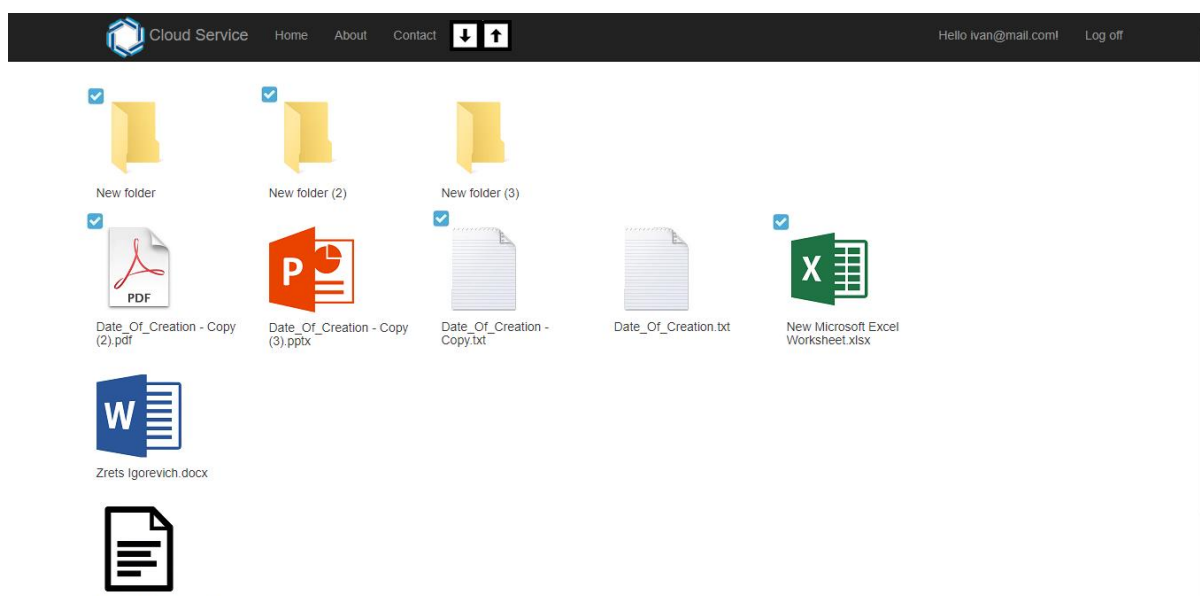 Cloud Service Home About Contact Hello ivan@mail.com! Log off
New folder New folder (2) New folder (3)
PDF P X
Date_Of_Creation - Copy
(2).pdf
Date_Of_Creation - Copy
(3).pptx
Date_Of_Creation -
Copy.txt
Date_Of_Creation.txt
New Microsoft Excel
Worksheet.xlsx
W
Zrets Igorevich.docx